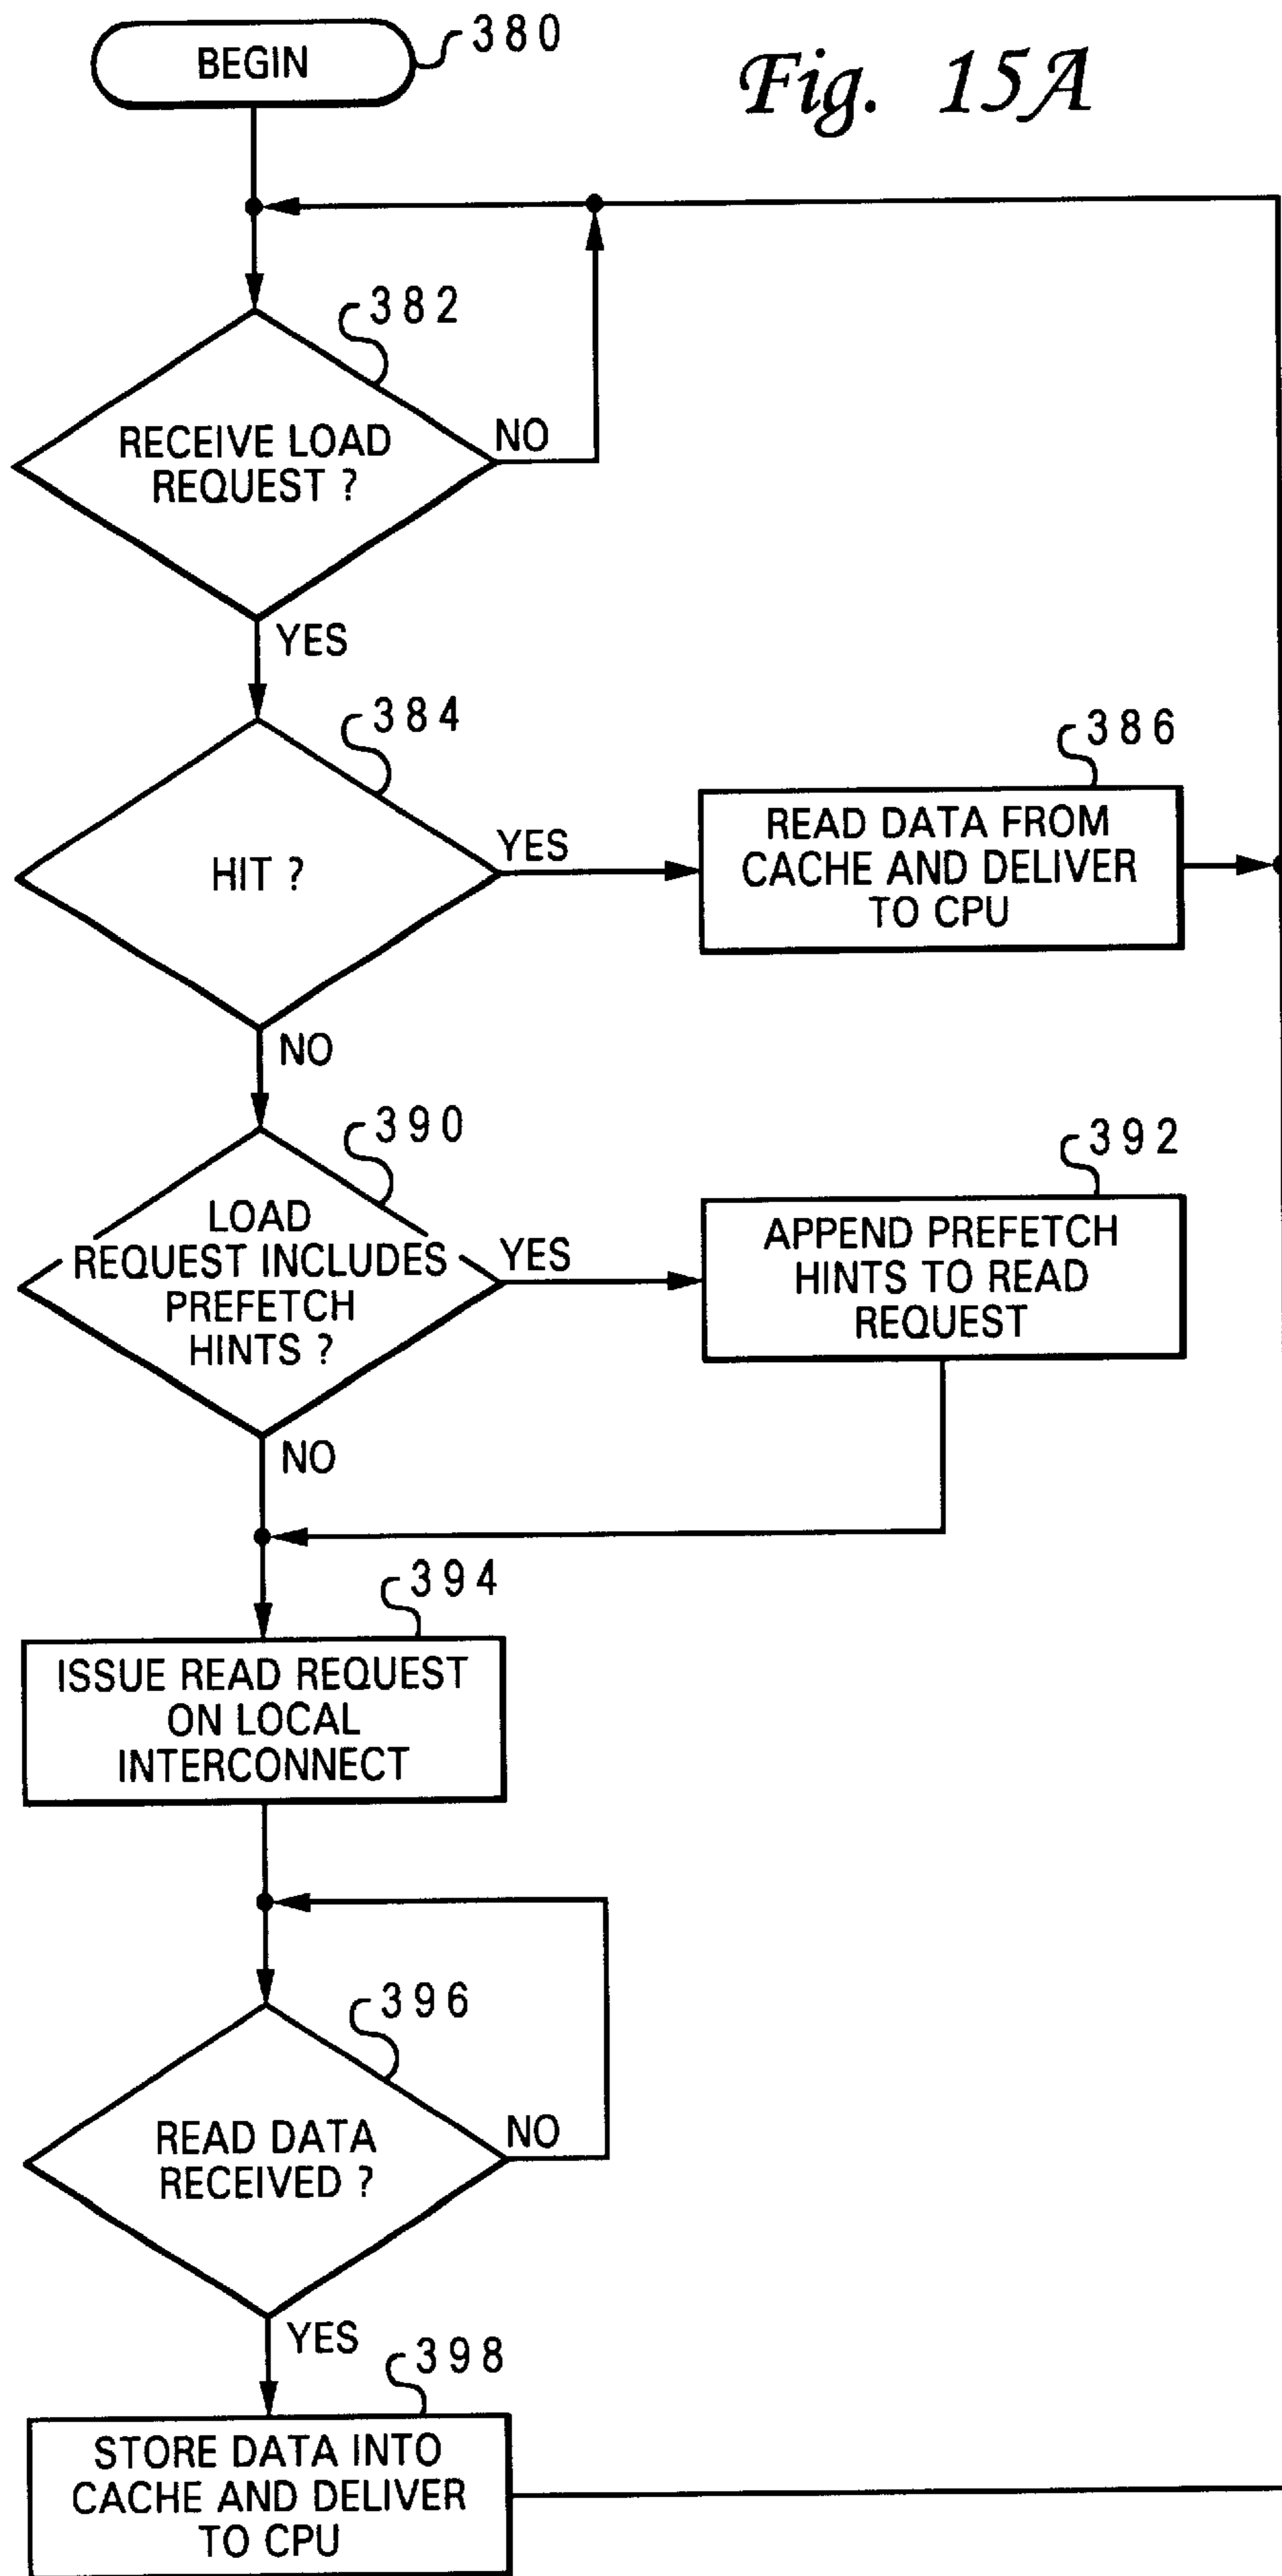 BEGIN
380
Fig. 15A
382
RECEIVE LOAD
REQUEST ?
NO
YES
384
HIT ?
YES
386
READ DATA FROM
CACHE AND DELIVER
TO CPU
NO
390
LOAD
REQUEST INCLUDES
PREFETCH
HINTS ?
YES
392
APPEND PREFETCH
HINTS TO READ
REQUEST
NO
394
ISSUE READ REQUEST
ON LOCAL
INTERCONNECT
396
READ DATA
RECEIVED ?
NO
YES
398
STORE DATA INTO
CACHE AND DELIVER
TO CPU